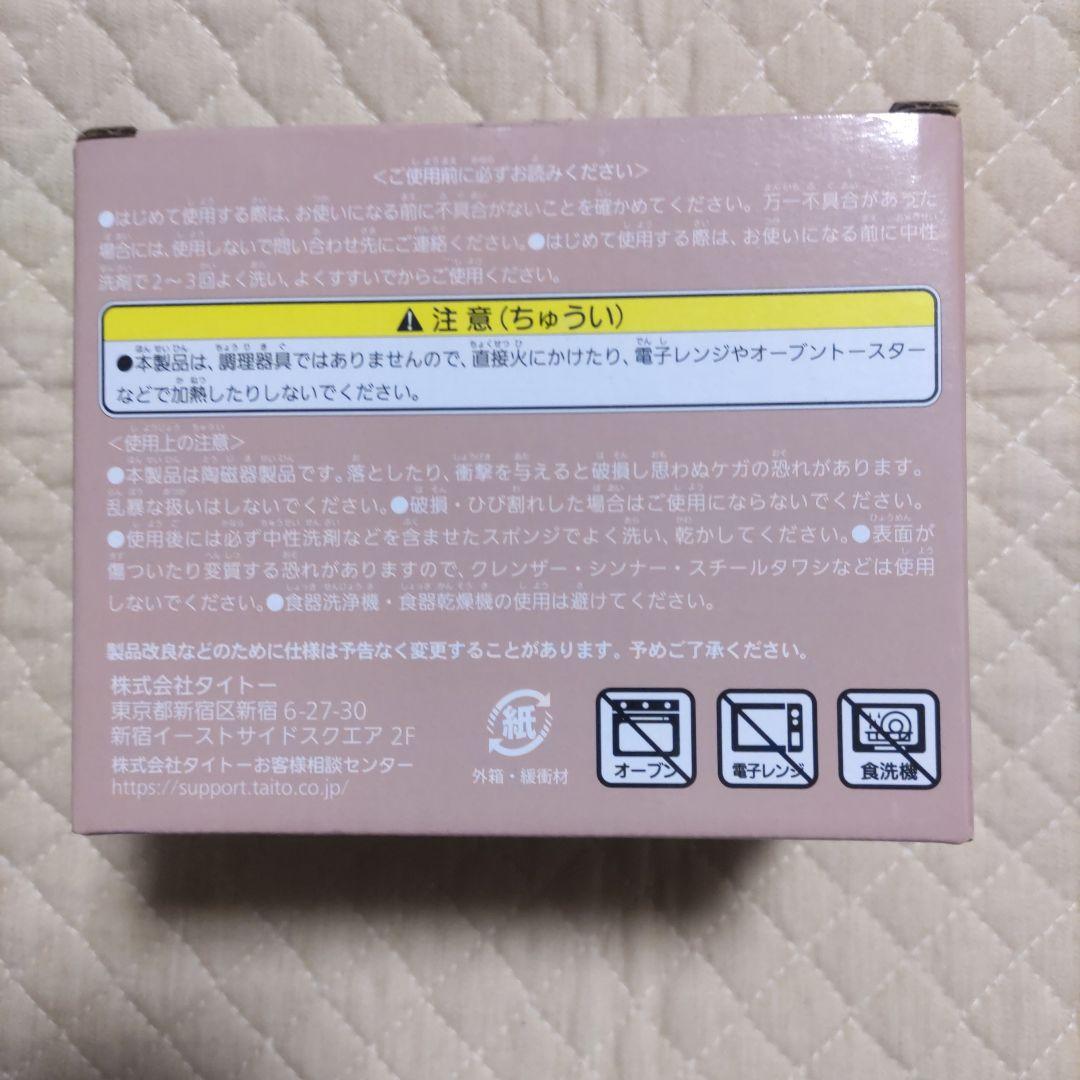 <ご使用前に必ずお読みください>
●はじめて使用する際は、お使いになる前に不具合がないことを確かめてください。万一不具合があった
場合には、使用しないで問い合わせ先にご連絡ください。●はじめて使用する際は、お使いになる前に中性
洗剤で2〜3回よく洗い、よくすすいでからご使用ください。
⚠ 注意(ちゅうい)
●本製品は、調理器具ではありませんので、直接火にかけたり、電子レンジやオーブントースター
などで加熱したりしないでください。
<使用上の注意>
●本製品は陶磁器製品です。落としたり、衝撃を与えると破損し思わぬケガの恐れがあります。
乱暴な扱いはしないでください。●破損・ひび割れした場合はご使用にならないでください。
●使用後には必ず中性洗剤などを含ませたスポンジでよく洗い、乾かしてください。●表面が
傷ついたり変質する恐れがありますので、クレンザー・シンナー・スチールタワシなどは使用
しないでください。●食器洗浄機・食器乾燥機の使用は避けてください。
製品改良などのために仕様は予告なく変更することがあります。予めご了承ください。
株式会社タイトー
東京都新宿区新宿 6-27-30
新宿イーストサイドスクエア 2F
株式会社タイトーお客様相談センター
https://support.taito.co.jp/
紙
外箱・緩衝材
オーブン
電子レンジ
食洗機